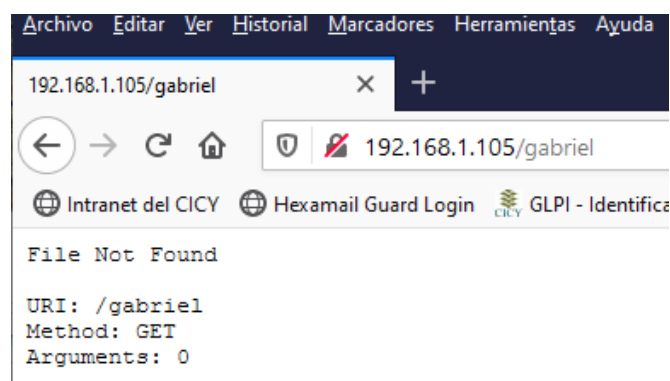 Archivo Editar Ver Historial Marcadores Herramientas Ayuda
192.168.1.105/gabriel
192.168.1.105/gabriel
Intranet del CICY Hexamail Guard Login CICY GLPI - Identifica
File Not Found
URI: /gabriel
Method: GET
Arguments: 0